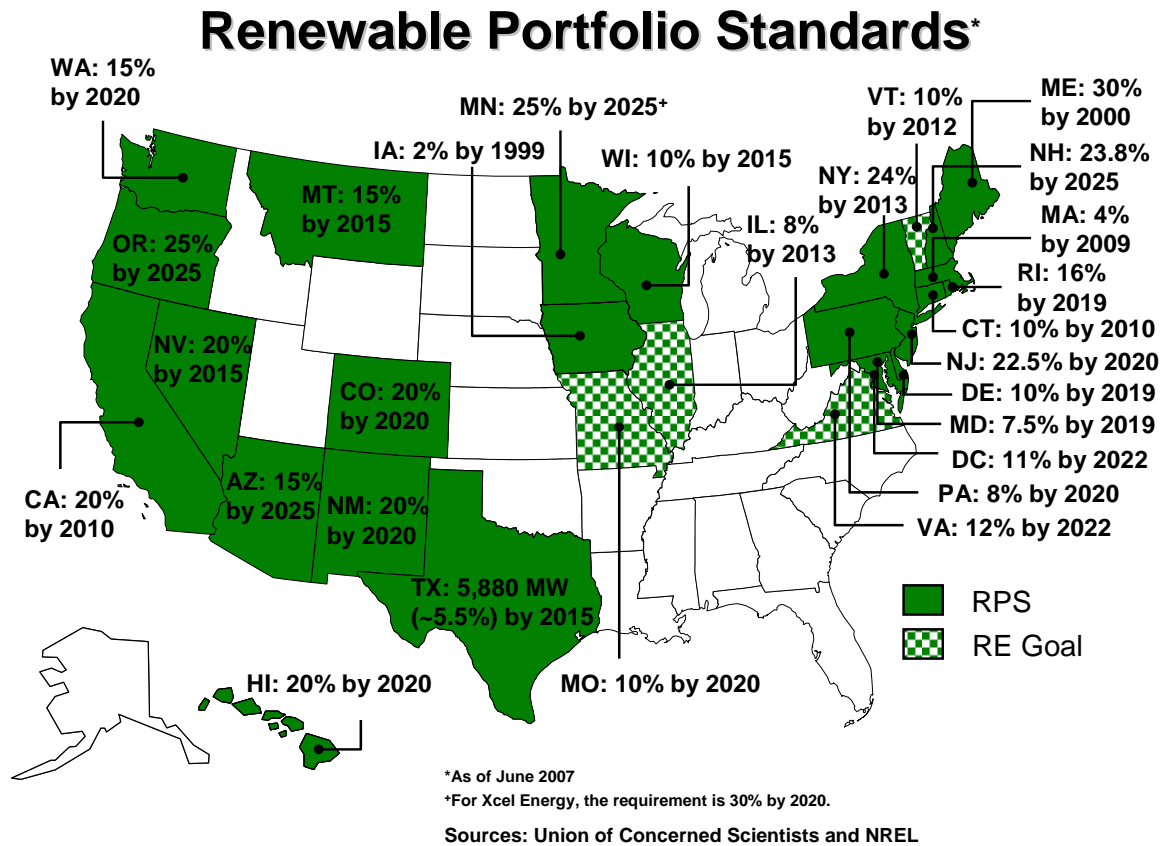 Renewable Portfolio Standards*
WA: 15%
by 2020
MN: 25% by 2025+
VT: 10%
by 2012
ME: 30%
by 2000
IA: 2% by 1999
WI: 10% by 2015
NH: 23.8%
by 2025
MT: 15%
by 2015
NY: 24%
by 2013
MA: 4%
by 2009
OR: 25%
by 2025
IL: 8%
by 2013
RI: 16%
by 2019
CT: 10% by 2010
NV: 20%
by 2015
NJ: 22.5% by 2020
CO: 20%
by 2020
DE: 10% by 2019
MD: 7.5% by 2019
DC: 11% by 2022
CA: 20%
by 2010
AZ: 15%
by 2025
NM: 20%
by 2020
PA: 8% by 2020
VA: 12% by 2022
TX: 5,880 MW
(~5.5%) by 2015
RPS
RE Goal
HI: 20% by 2020
MO: 10% by 2020
*As of June 2007
+For Xcel Energy, the requirement is 30% by 2020.
Sources: Union of Concerned Scientists and NREL